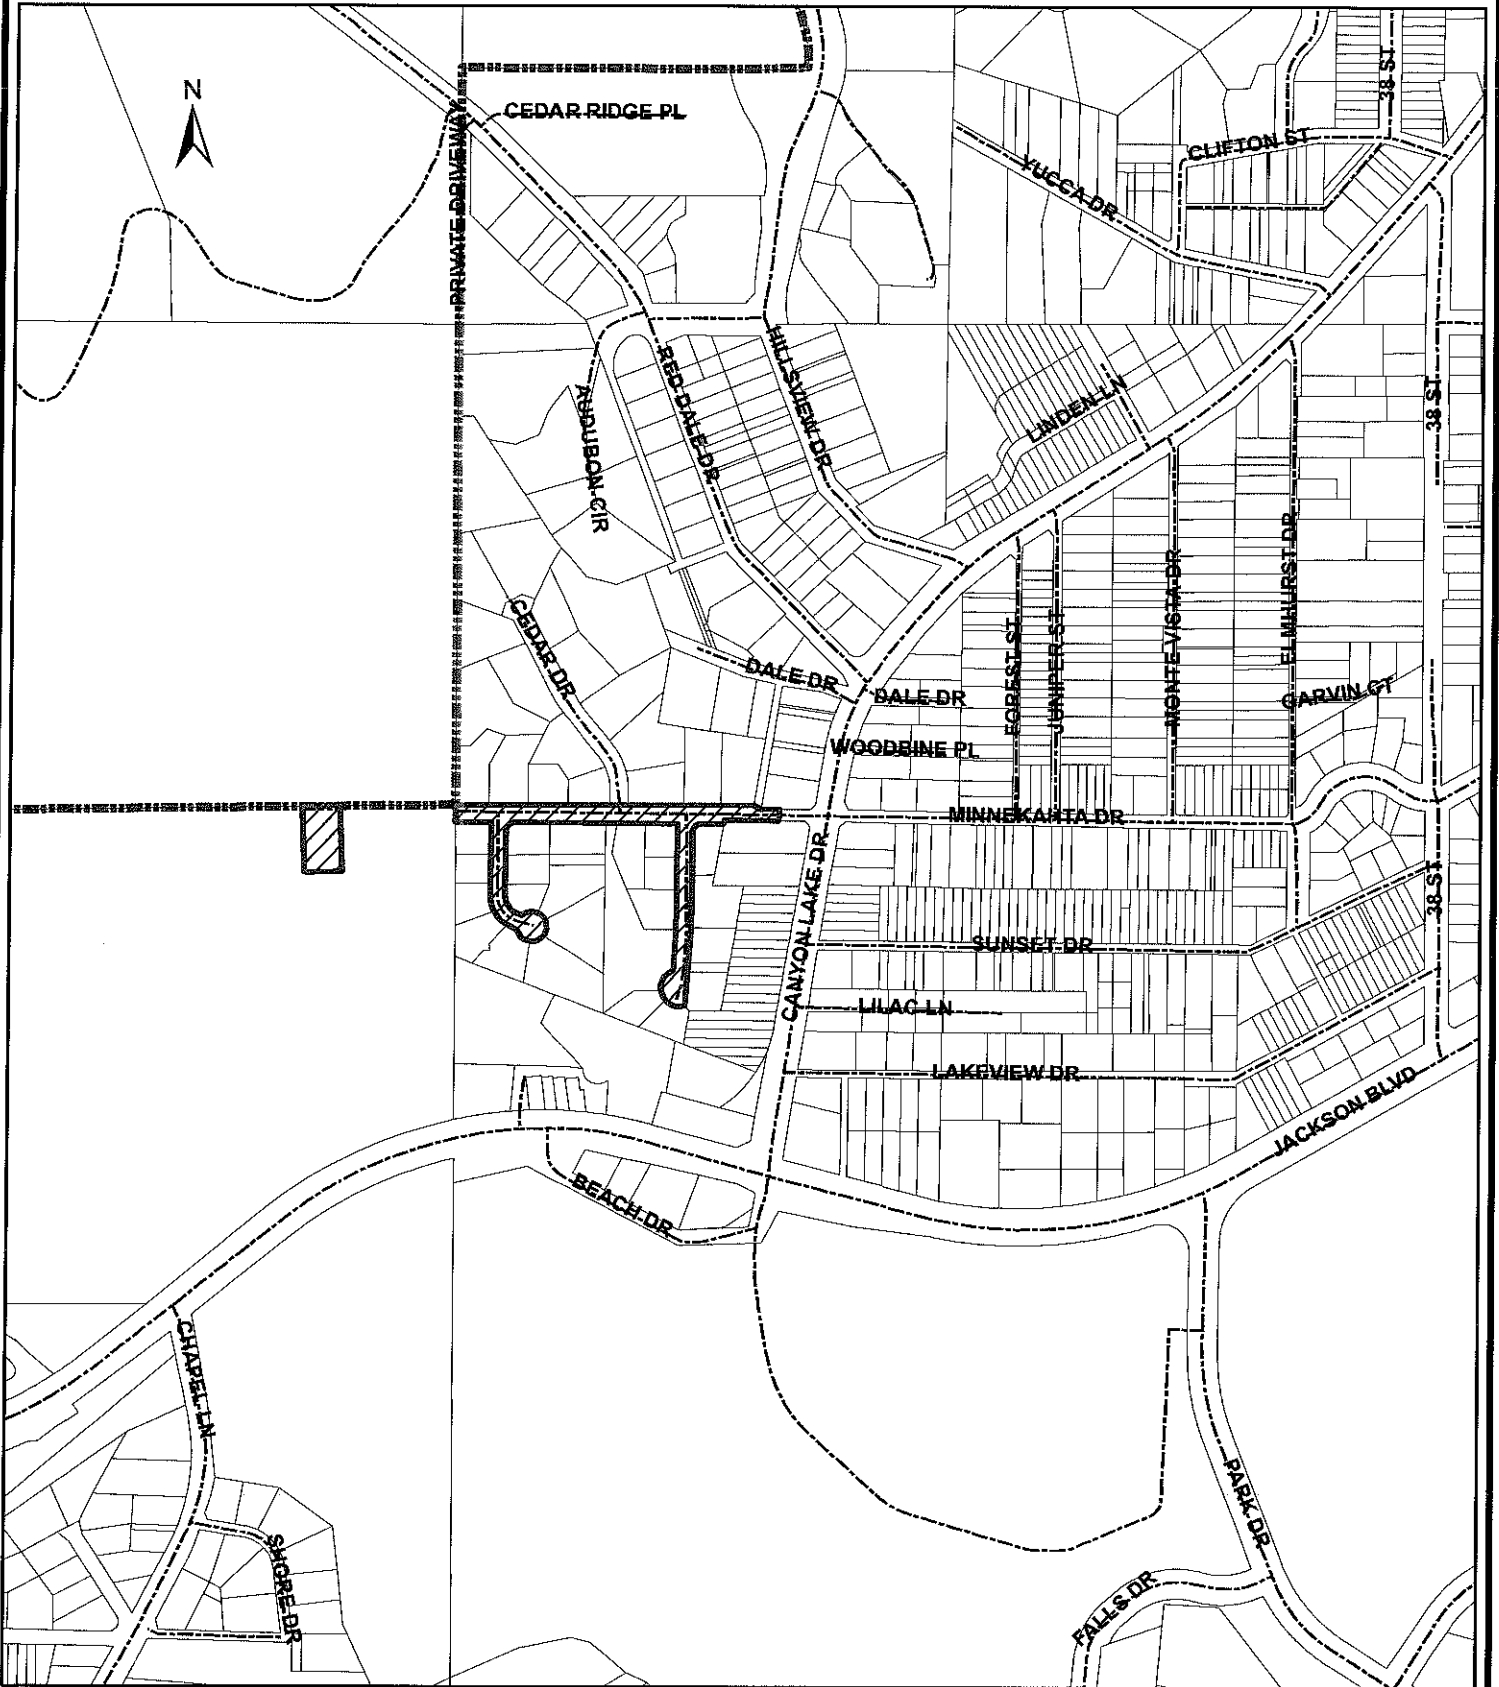 N
CEDAR RIDGE PL
PRIVATE DRIVEWAY
38 ST
CLIFTON ST
YUCCA DR
HILLSVIEW DR
RED DALE DR
AUDUBON CIR
LINDEN LN
38 ST
CEDAR DR
DALE DR
DALE DR
WOODBINE PL
FOREST ST
JUNIPER ST
MONTE VISTA DR
ELMHURST DR
GARVIN CT
MINNEKAHTA DR
CANYON LAKE DR
38 ST
SUNSET DR
LILAC LN
LAKEVIEW DR
JACKSON BLVD
BEACH DR
CHAPEL LN
SHORE DR
PARK DR
FALLS DR